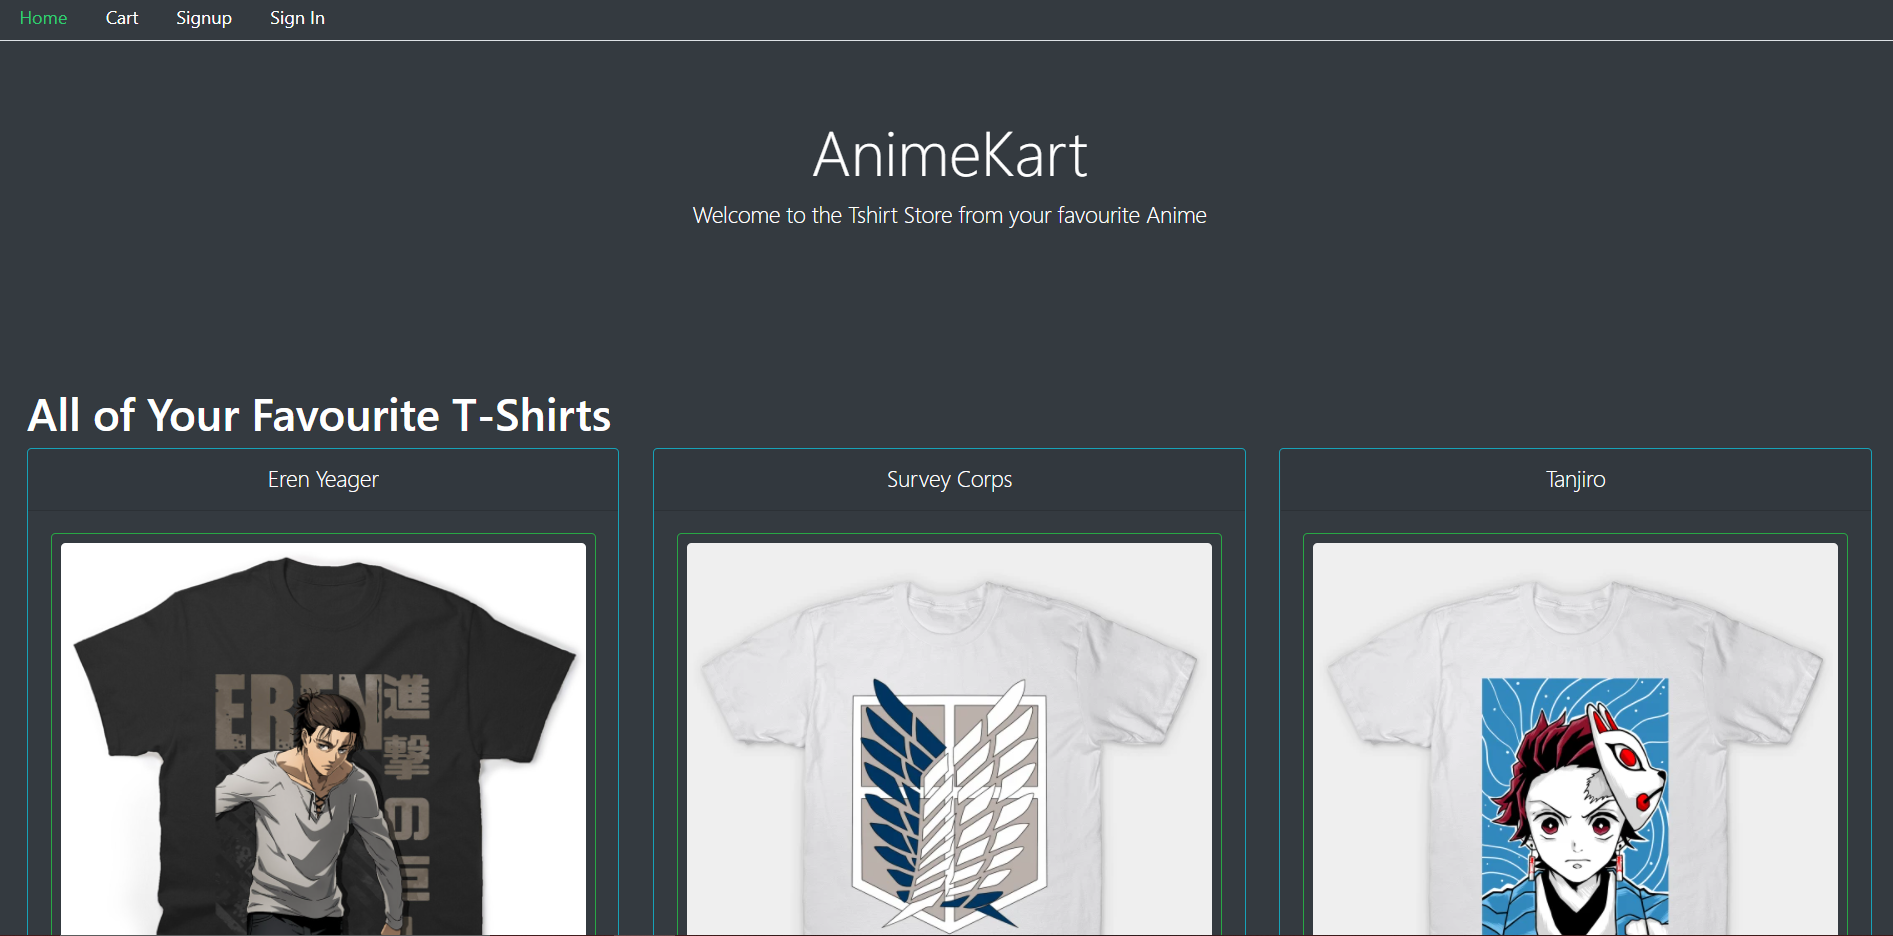 Home Cart Signup Sign In
AnimeKart
Welcome to the Tshirt Store from your favourite Anime
All of Your Favourite T-Shirts
Eren Yeager
Survey Corps
Tanjiro
EREN
進撃の